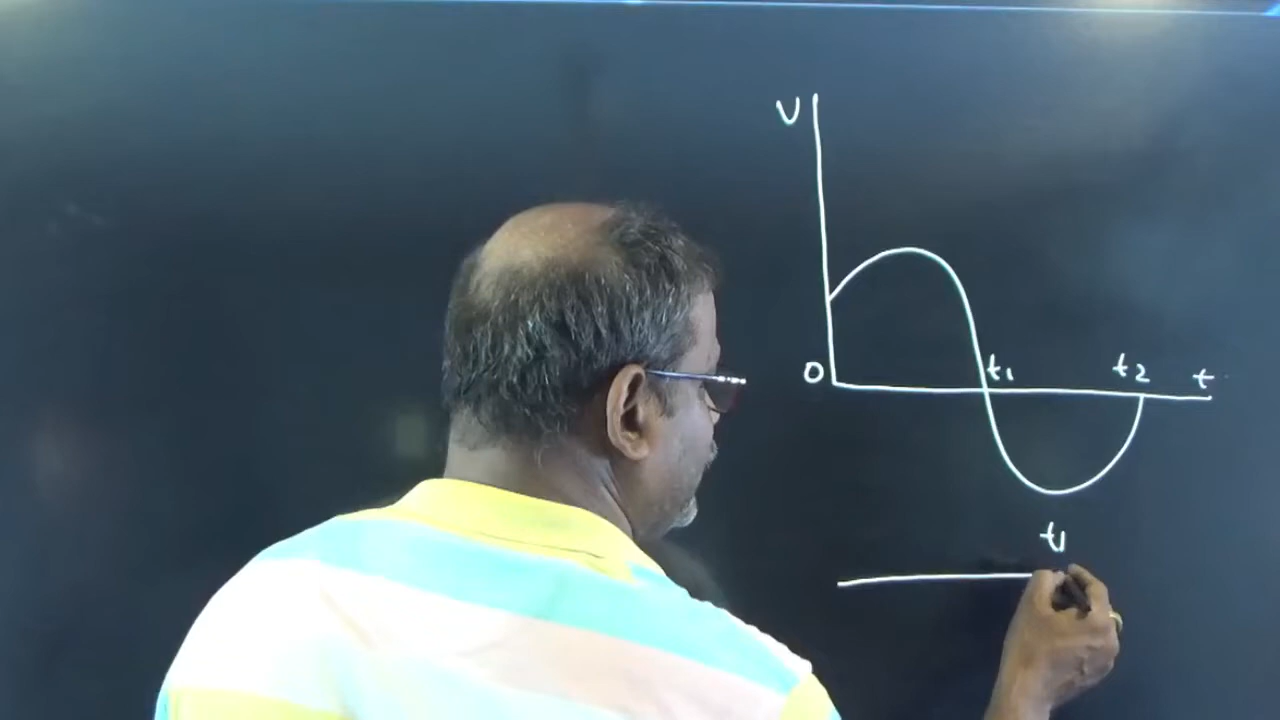 v
0 t₁ t₂ t
t₁